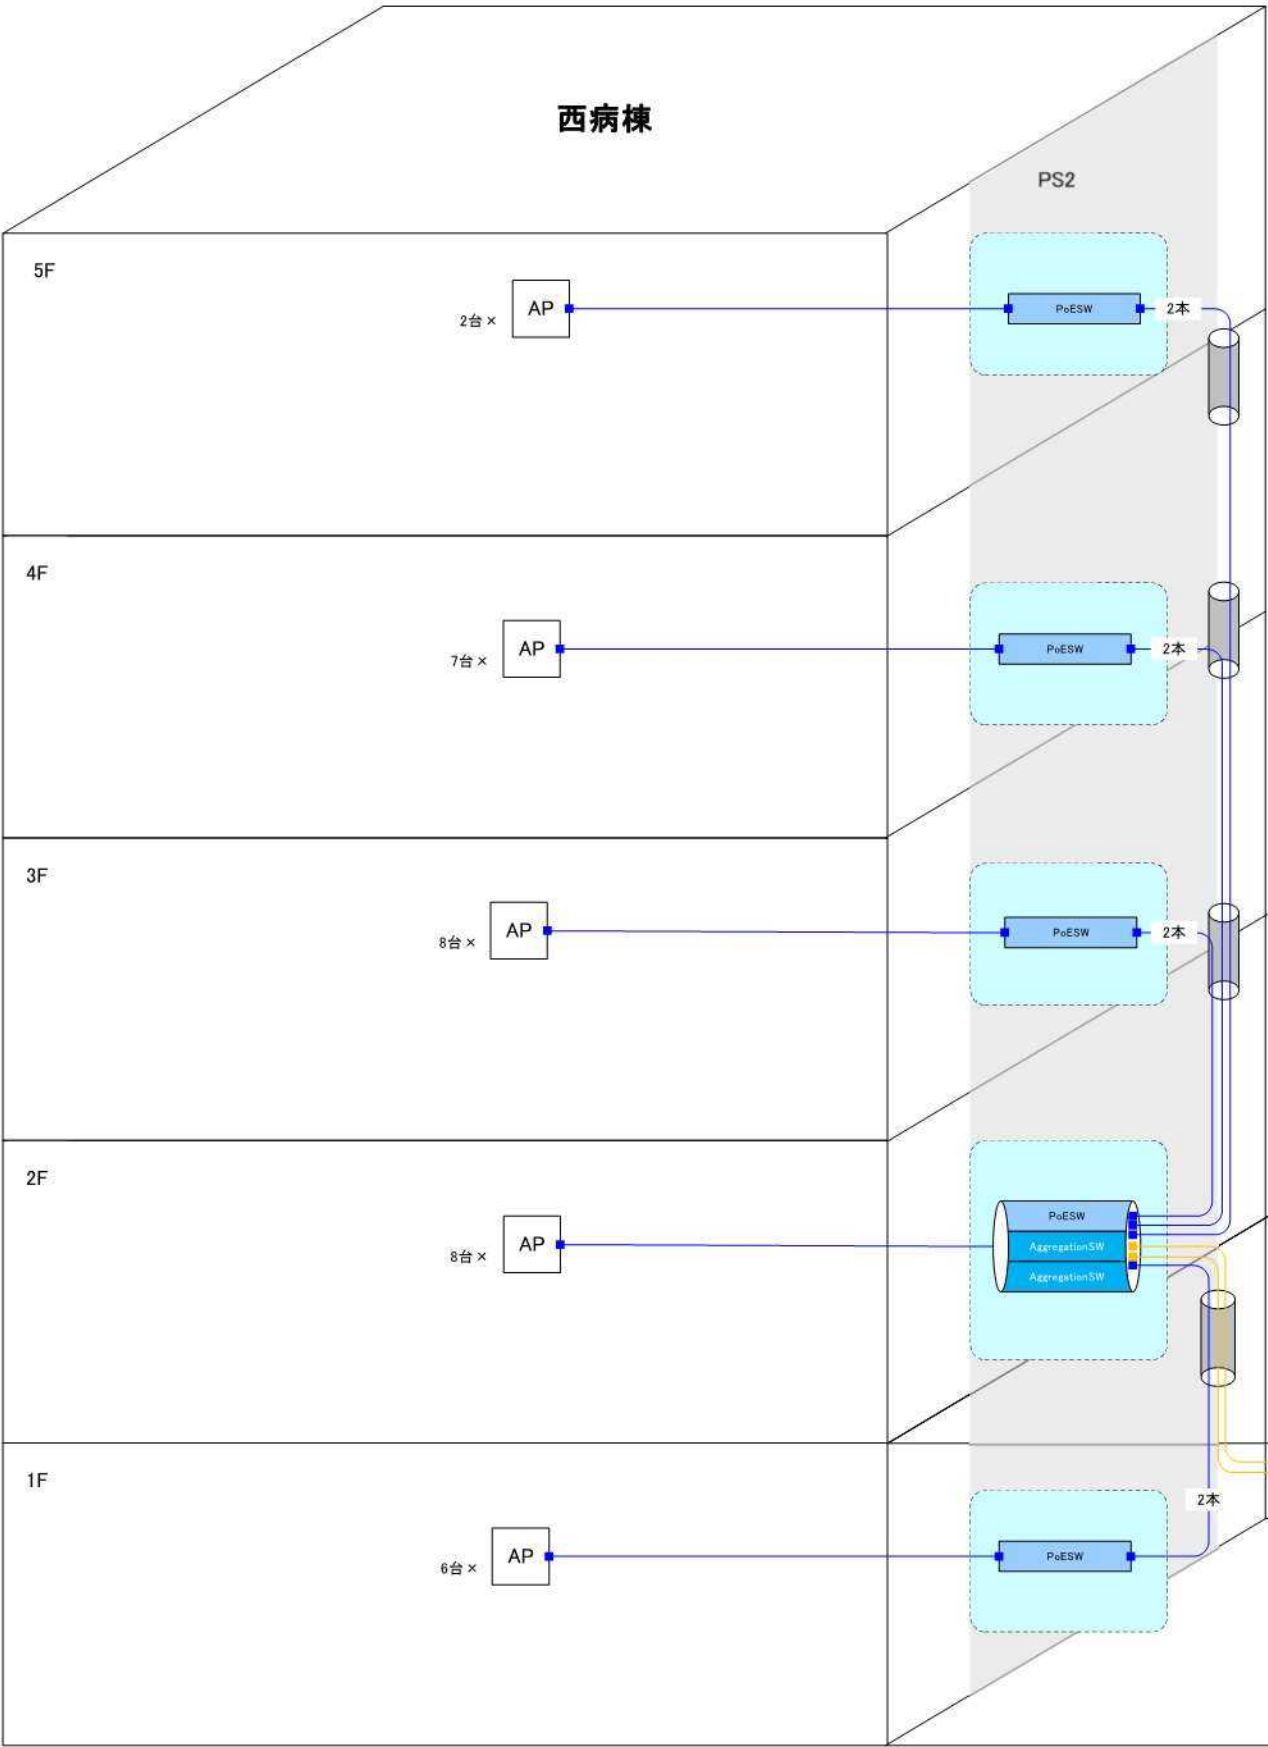 西病棟
PS2
5F
2台×
AP
PoESW
2本
4F
7台×
AP
PoESW
2本
3F
8台×
AP
PoESW
2本
2F
8台×
AP
PoESW
AggregationSW
AggregationSW
1F
2本
6台×
AP
PoESW